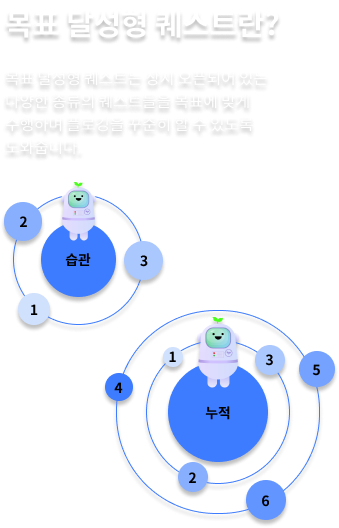 목표 달성형 퀘스트란?
목표 달성형 퀘스트는 상시 오픈되어 있는
다양한 종류의 퀘스트들을 목표에 맞게
수행하며 플로깅을 꾸준히 할 수 있도록
도와줍니다.
2
습관
3
1
1
3
5
4
누적
2
6